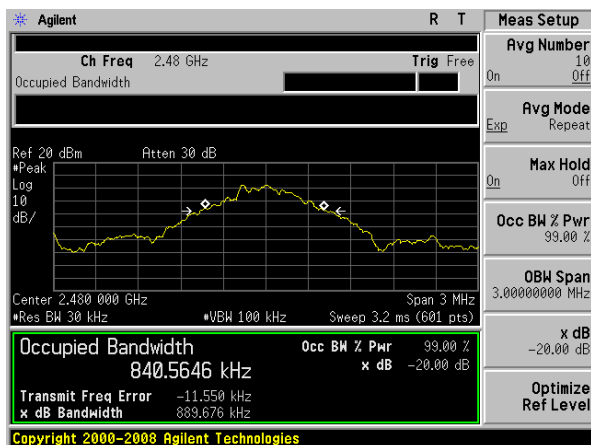 Agilent R T Meas Setup
Ch Freq 2.48 GHz Trig Free
Occupied Bandwidth
Avg Number
10
On Off
Avg Mode
Exp Repeat
Max Hold
On Off
Occ BW % Pwr
99.00 %
OBW Span
3.00000000 MHz
x dB
-20.00 dB
Optimize
Ref Level
Ref 20 dBm Atten 30 dB
#Peak
Log
10
dB/
Center 2.480 000 GHz Span 3 MHz
#Res BW 30 kHz #VBW 100 kHz Sweep 3.2 ms (601 pts)
Occupied Bandwidth Occ BW % Pwr 99.00 %
840.5646 kHz x dB -20.00 dB
Transmit Freq Error -11.550 kHz
x dB Bandwidth 889.676 kHz
Copyright 2000-2008 Agilent Technologies